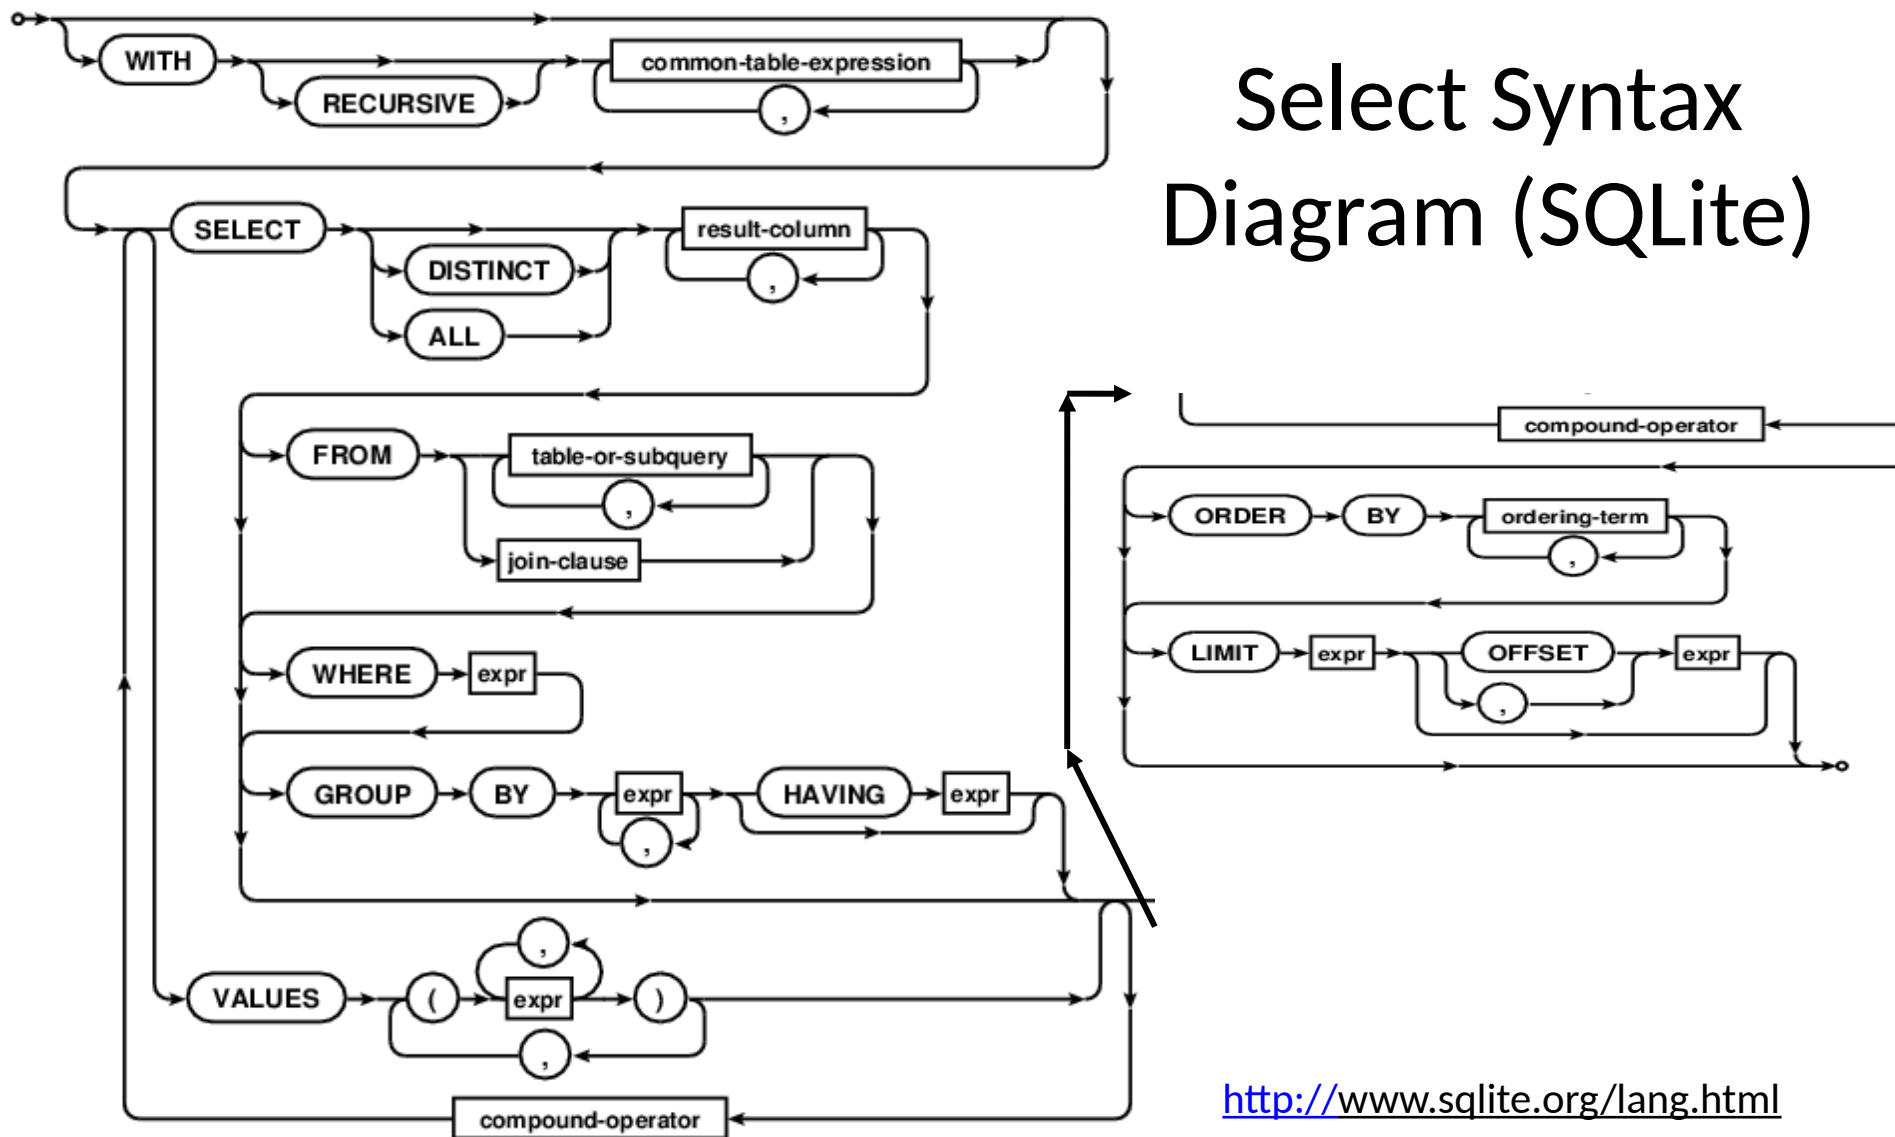 Select Syntax
Diagram (SQLite)
WITH
RECURSIVE
common-table-expression
,
SELECT
DISTINCT
ALL
result-column
,
FROM
table-or-subquery
,
join-clause
WHERE
expr
GROUP
BY
expr
,
HAVING
expr
VALUES
(
,
expr
)
,
compound-operator
compound-operator
ORDER
BY
ordering-term
,
LIMIT
expr
OFFSET
,
expr
http://www.sqlite.org/lang.html